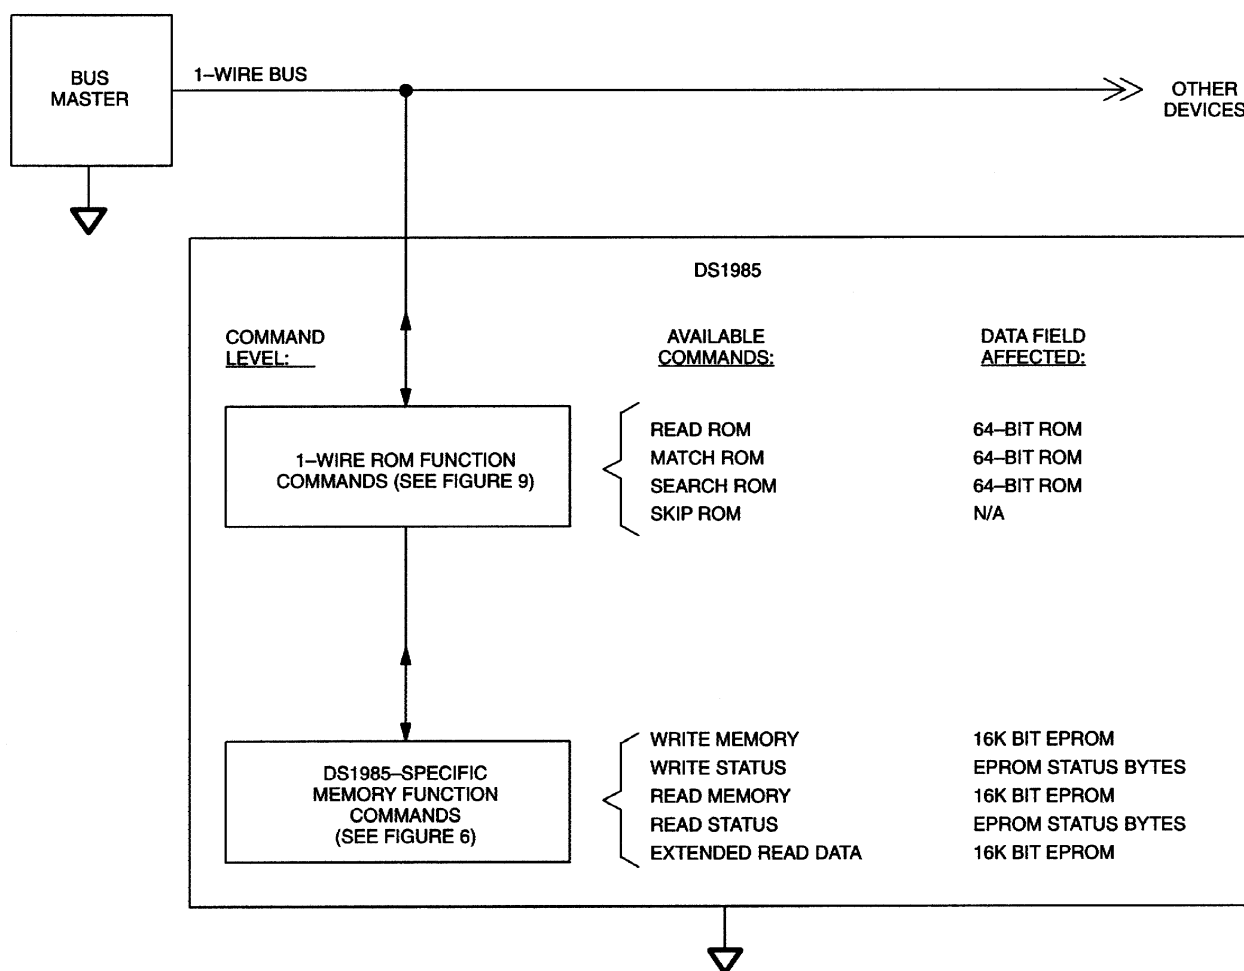 BUS
MASTER
1–WIRE BUS
OTHER
DEVICES
DS1985
COMMAND
LEVEL:
AVAILABLE
COMMANDS:
DATA FIELD
AFFECTED:
1–WIRE ROM FUNCTION
COMMANDS (SEE FIGURE 9)
READ ROM 64–BIT ROM
MATCH ROM 64–BIT ROM
SEARCH ROM 64–BIT ROM
SKIP ROM N/A
DS1985–SPECIFIC
MEMORY FUNCTION
COMMANDS
(SEE FIGURE 6)
WRITE MEMORY 16K BIT EPROM
WRITE STATUS EPROM STATUS BYTES
READ MEMORY 16K BIT EPROM
READ STATUS EPROM STATUS BYTES
EXTENDED READ DATA 16K BIT EPROM